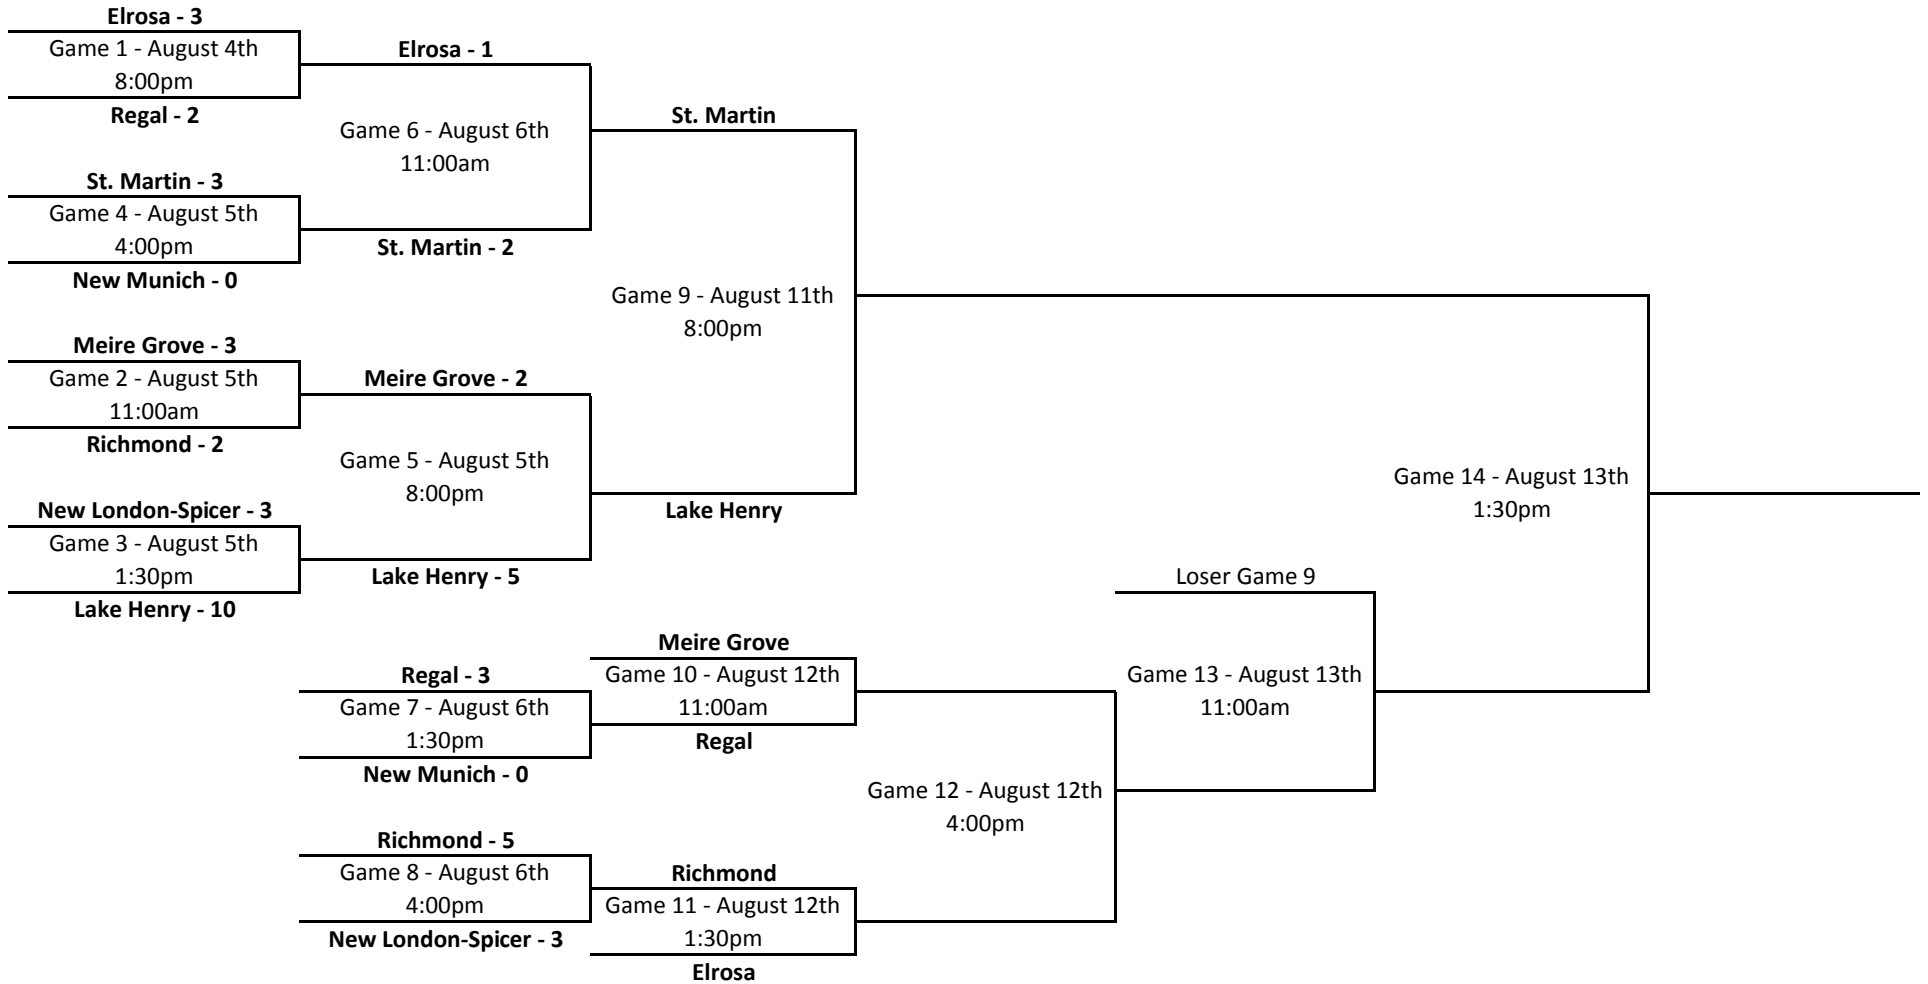 Elrosa - 3
Game 1 - August 4th
8:00pm
Regal - 2
St. Martin - 3
Game 4 - August 5th
4:00pm
New Munich - 0
Meire Grove - 3
Game 2 - August 5th
11:00am
Richmond - 2
New London-Spicer - 3
Game 3 - August 5th
1:30pm
Lake Henry - 10
Elrosa - 1
Game 6 - August 6th
11:00am
St. Martin - 2
Meire Grove - 2
Game 5 - August 5th
8:00pm
Lake Henry - 5
Regal - 3
Game 7 - August 6th
1:30pm
New Munich - 0
Richmond - 5
Game 8 - August 6th
4:00pm
New London-Spicer - 3
St. Martin
Game 9 - August 11th
8:00pm
Lake Henry
Meire Grove
Game 10 - August 12th
11:00am
Regal
Richmond
Game 11 - August 12th
1:30pm
Elrosa
Game 12 - August 12th
4:00pm
Loser Game 9
Game 13 - August 13th
11:00am
Game 14 - August 13th
1:30pm